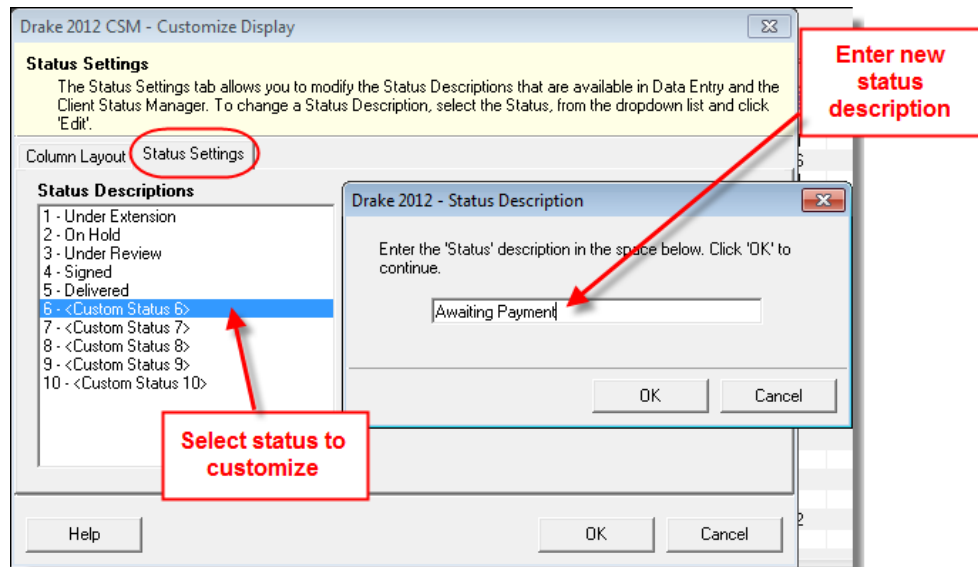 Drake 2012 CSM - Customize Display
Status Settings
The Status Settings tab allows you to modify the Status Descriptions that are available in Data Entry and the
Client Status Manager. To change a Status Description, select the Status, from the dropdown list and click
'Edit'.
Column Layout
Status Settings
Status Descriptions
1 - Under Extension
2 - On Hold
3 - Under Review
4 - Signed
5 - Delivered
6 - <Custom Status 6>
7 - <Custom Status 7>
8 - <Custom Status 8>
9 - <Custom Status 9>
10 - <Custom Status 10>
Select status to
customize
Help
OK
Cancel
Drake 2012 - Status Description
Enter the 'Status' description in the space below. Click 'OK' to
continue.
Awaiting Payment
OK
Cancel
Enter new
status
description